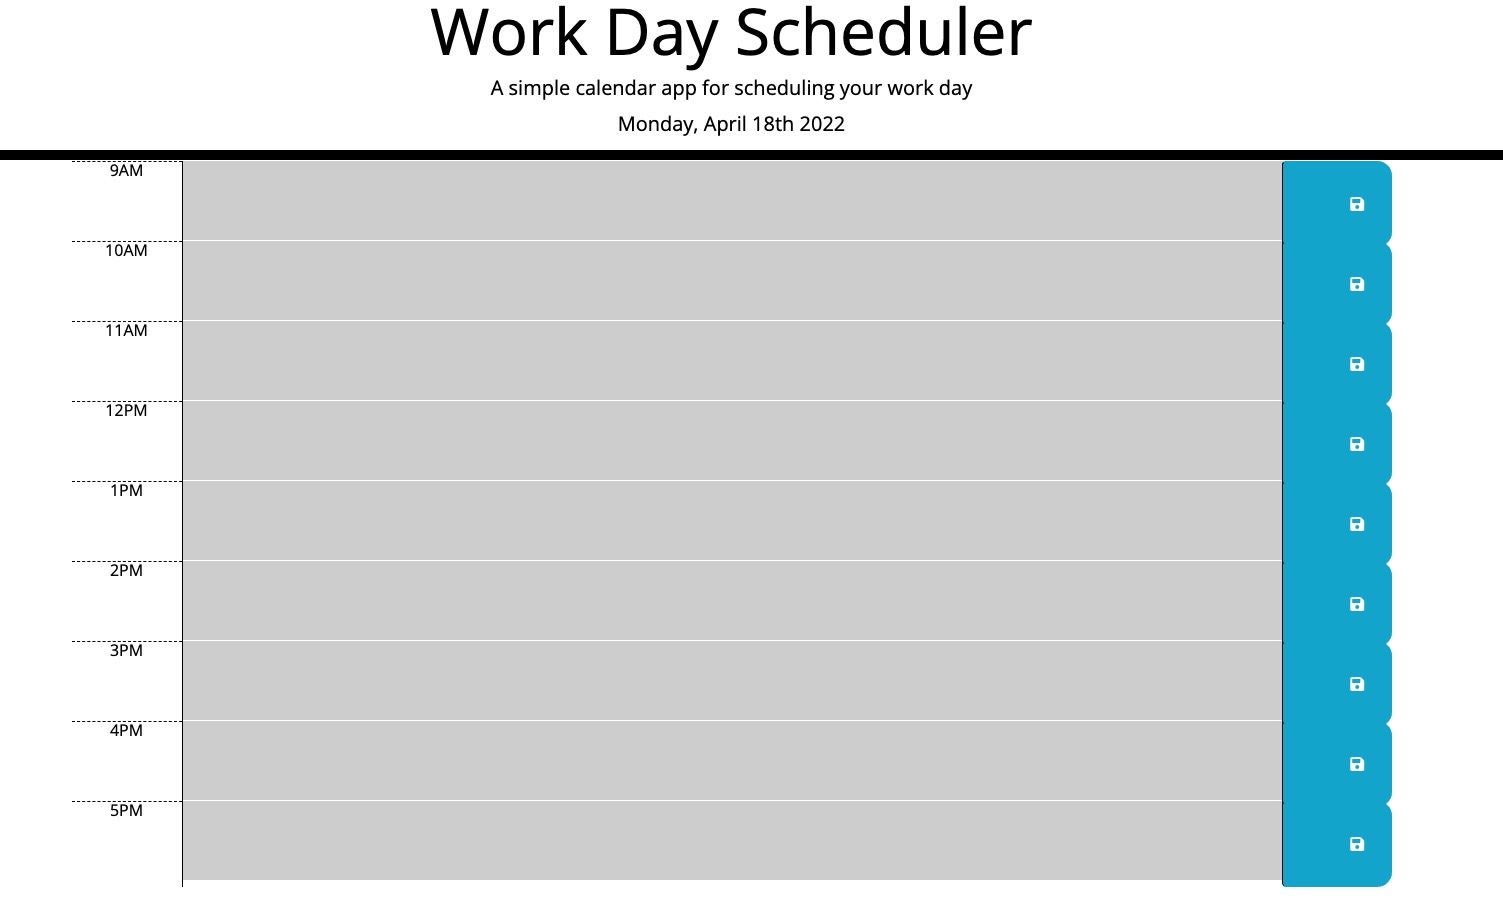 Work Day Scheduler
A simple calendar app for scheduling your work day
Monday, April 18th 2022
9AM
10AM
11AM
12PM
1PM
2PM
3PM
4PM
5PM